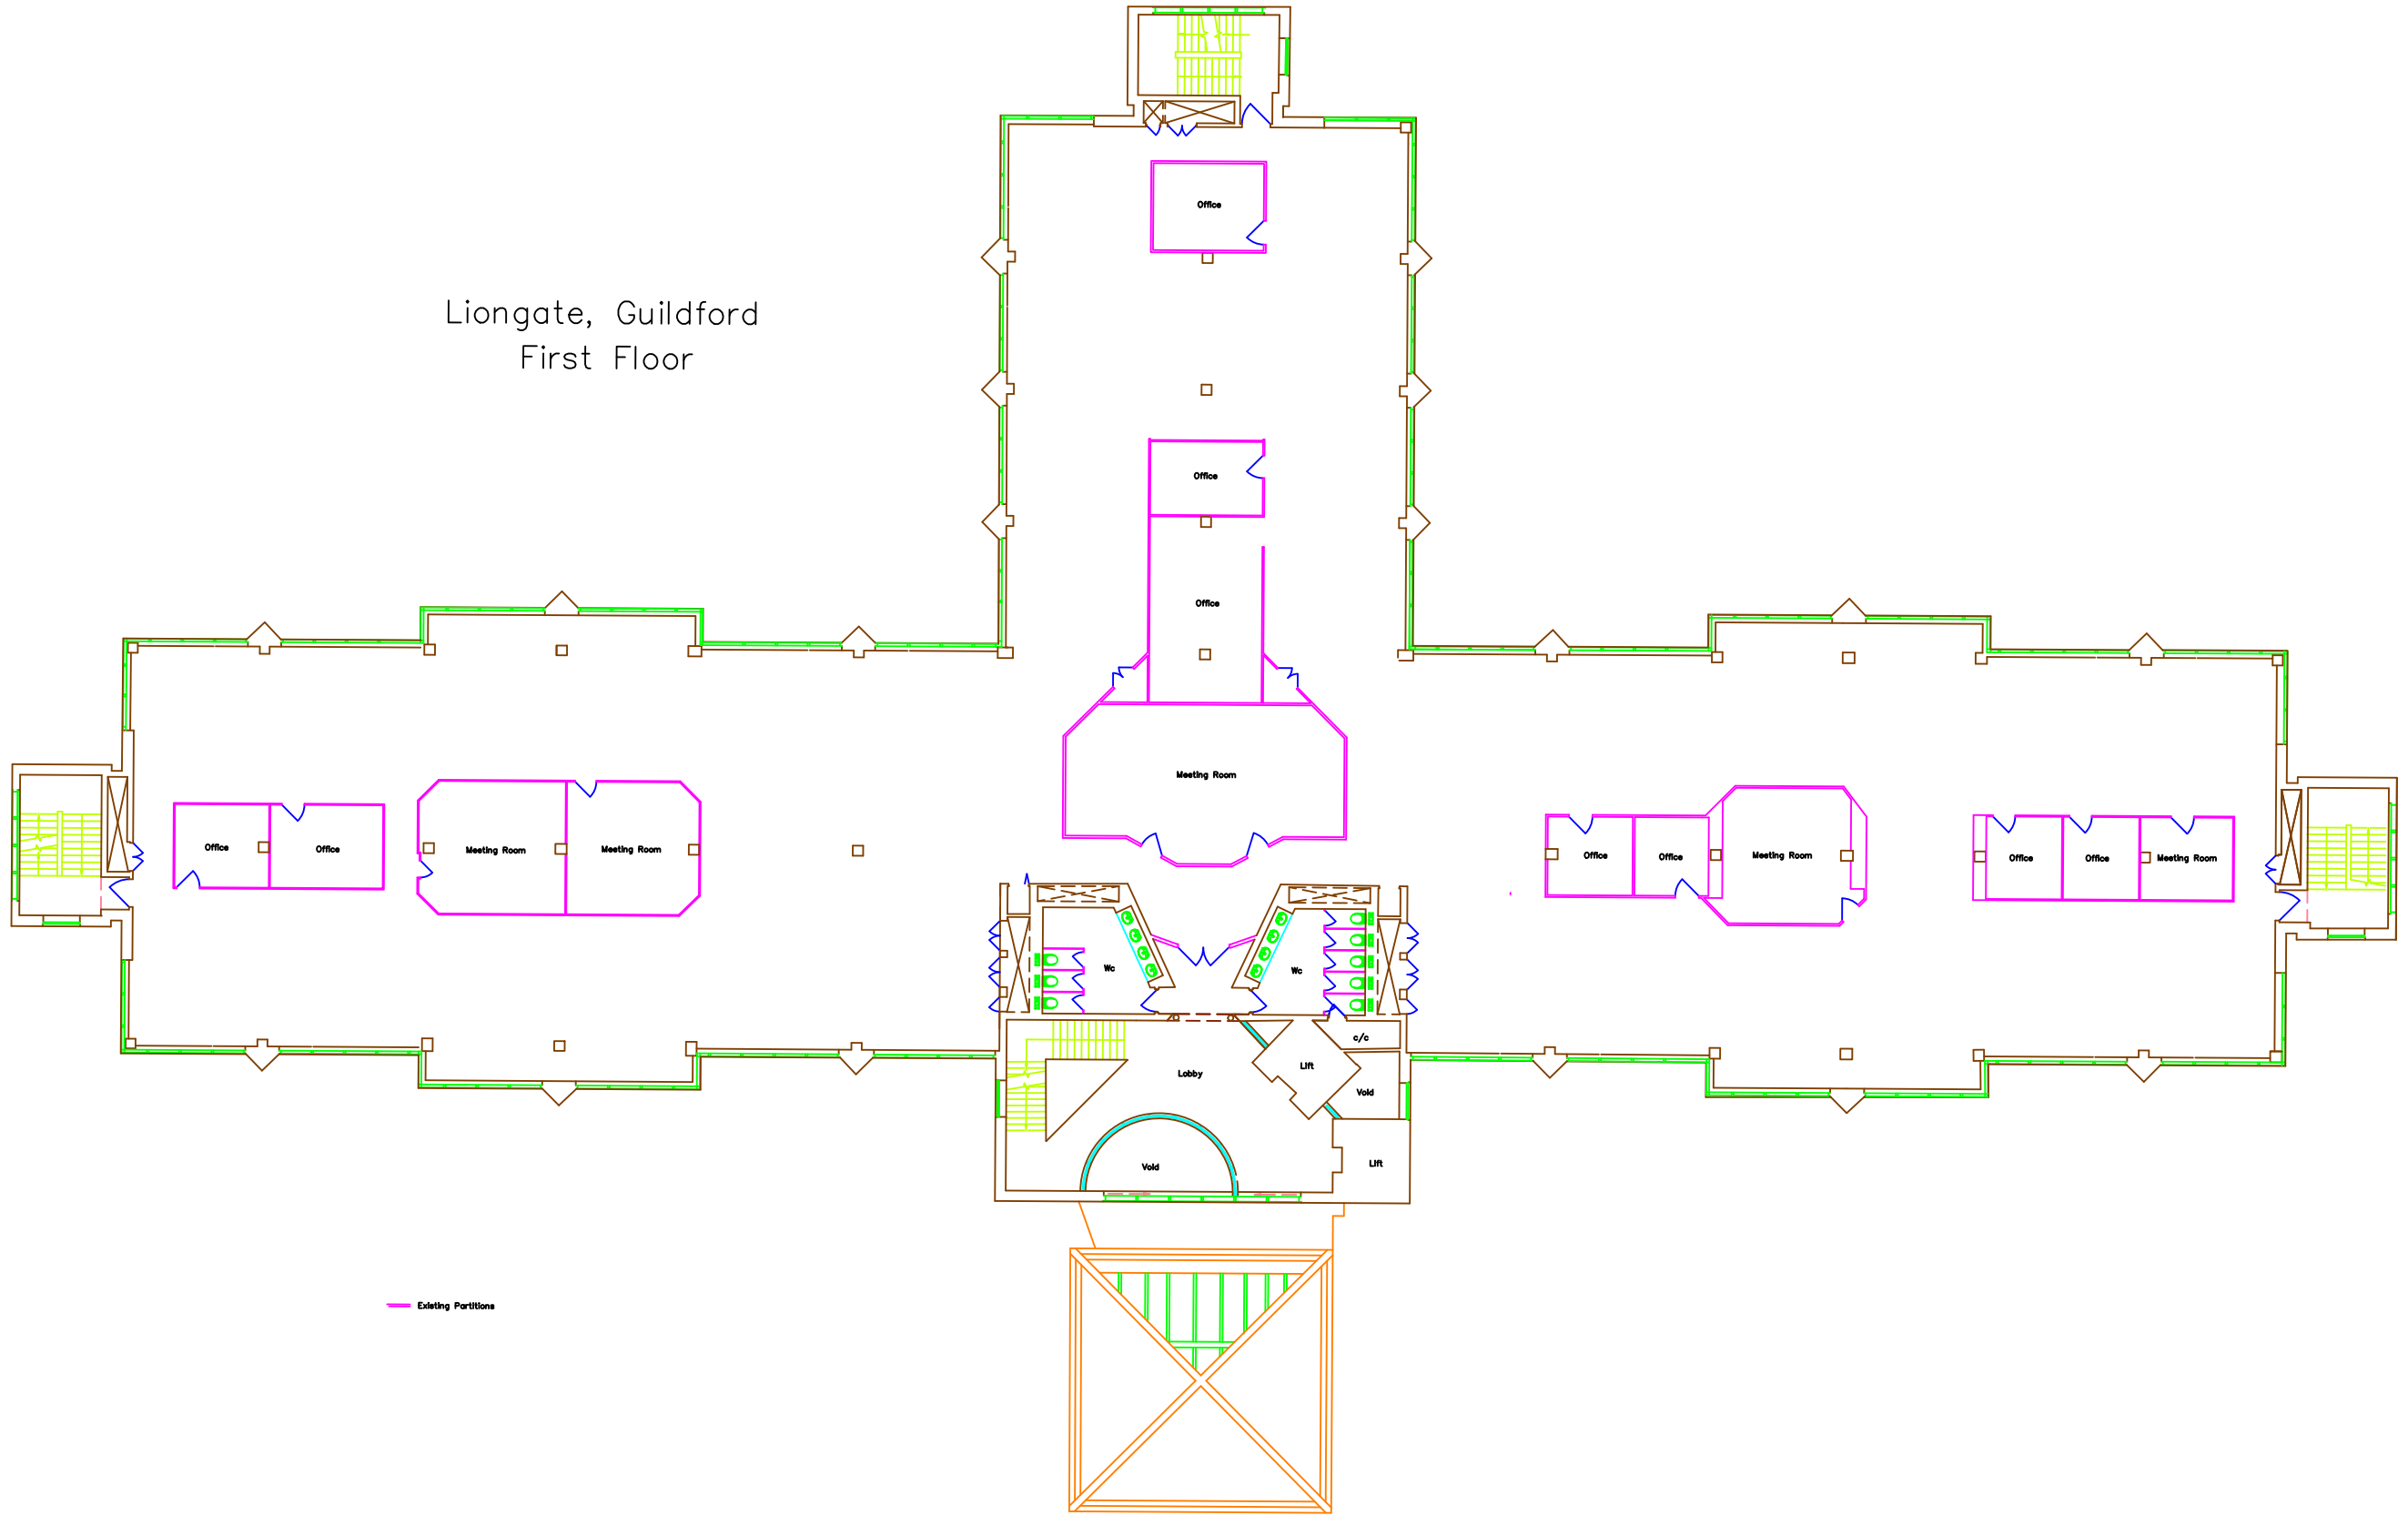 Office
Liongate, Guildford
First Floor
Office
Office
Meeting Room
Office
Office
Meeting Room
Meeting Room
Office
Office
Meeting Room
Office
Office
Meeting Room
Wc
Wc
c/c
Lift
Lobby
Void
Void
Lift
Existing Partitions